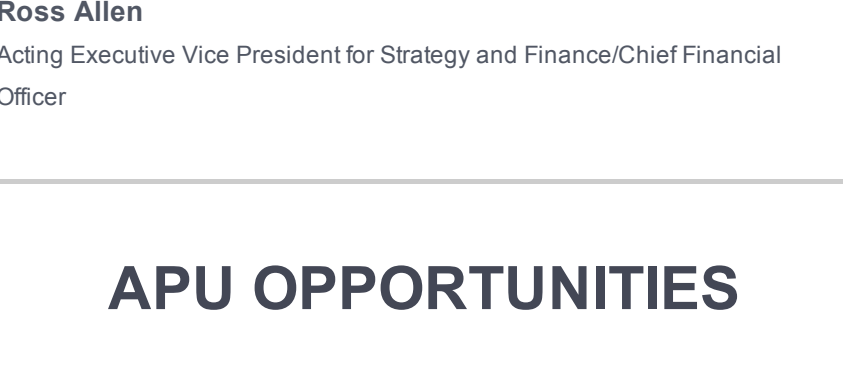 Ross Allen
Acting Executive Vice President for Strategy and Finance/Chief Financial
Officer
APU OPPORTUNITIES